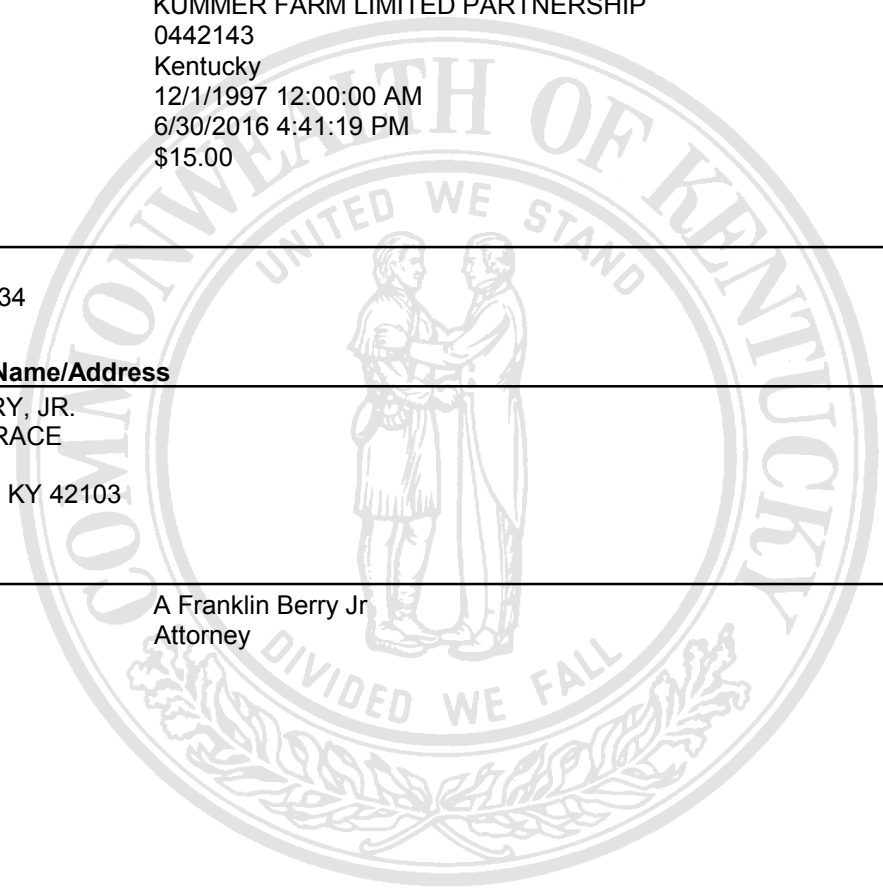 KUMMER FARM LIMITED PARTNERSHIP
0442143
Kentucky
12/1/1997 12:00:00 AM
6/30/2016 4:41:19 PM
$15.00
34
Name/Address
RY, JR.
RACE
KY 42103
A Franklin Berry Jr
Attorney
COMMONWEALTH OF KENTUCKY
UNITED WE STAND
DIVIDED WE FALL